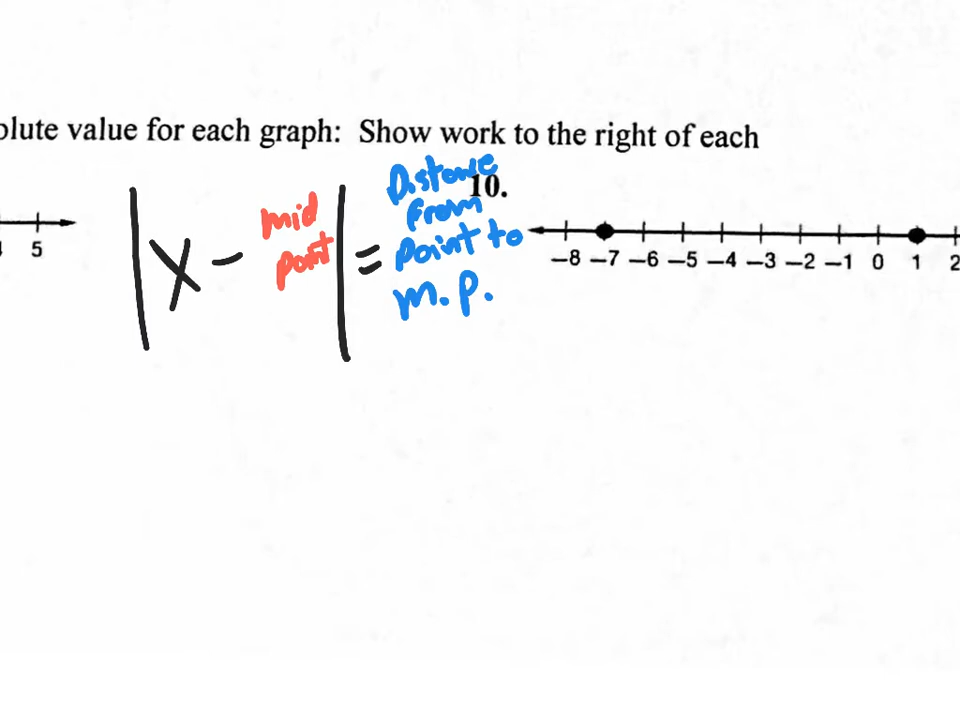 olute value for each graph: Show work to the right of each
5
|x - mid point| = Distance from point to m.p.
10.
-8 -7 -6 -5 -4 -3 -2 -1 0 1 2